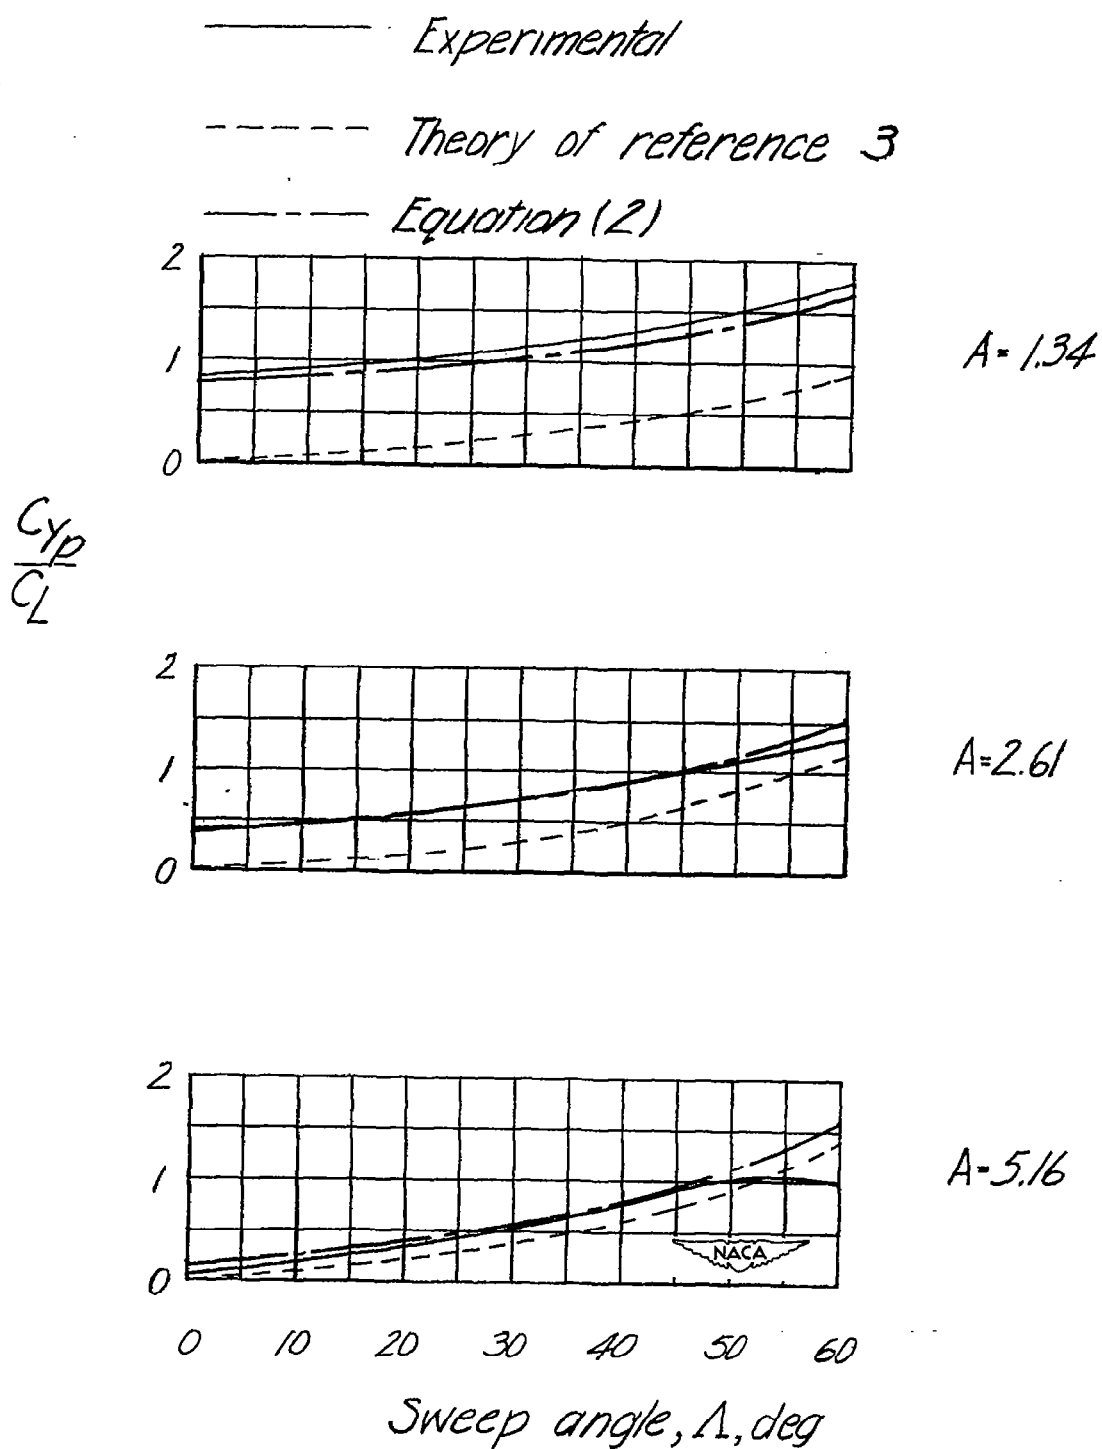 Experimental
Theory of reference 3
Equation (2)
2
1
0
A = 1.34
CYp
CL
2
1
0
A = 2.61
2
1
0
A = 5.16
NACA
0 10 20 30 40 50 60
Sweep angle, Λ, deg